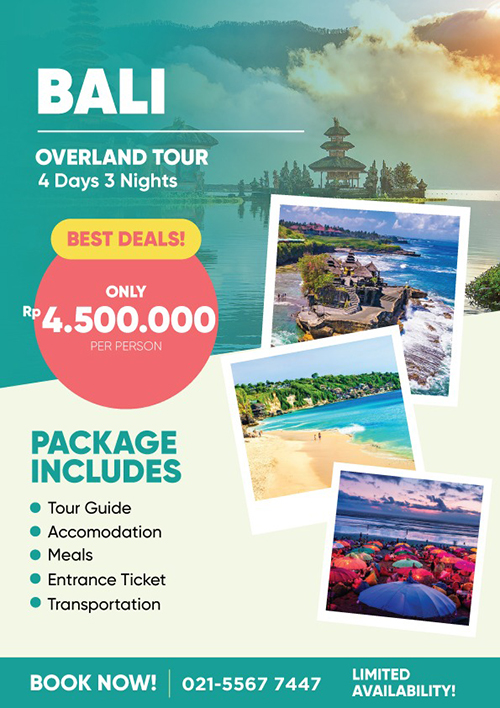 BALI
OVERLAND TOUR
4 Days 3 Nights
BEST DEALS!
ONLY
Rp 4.500.000
PER PERSON
PACKAGE
INCLUDES
Tour Guide
Accomodation
Meals
Entrance Ticket
Transportation
BOOK NOW!
021-5567 7447
LIMITED
AVAILABILITY!